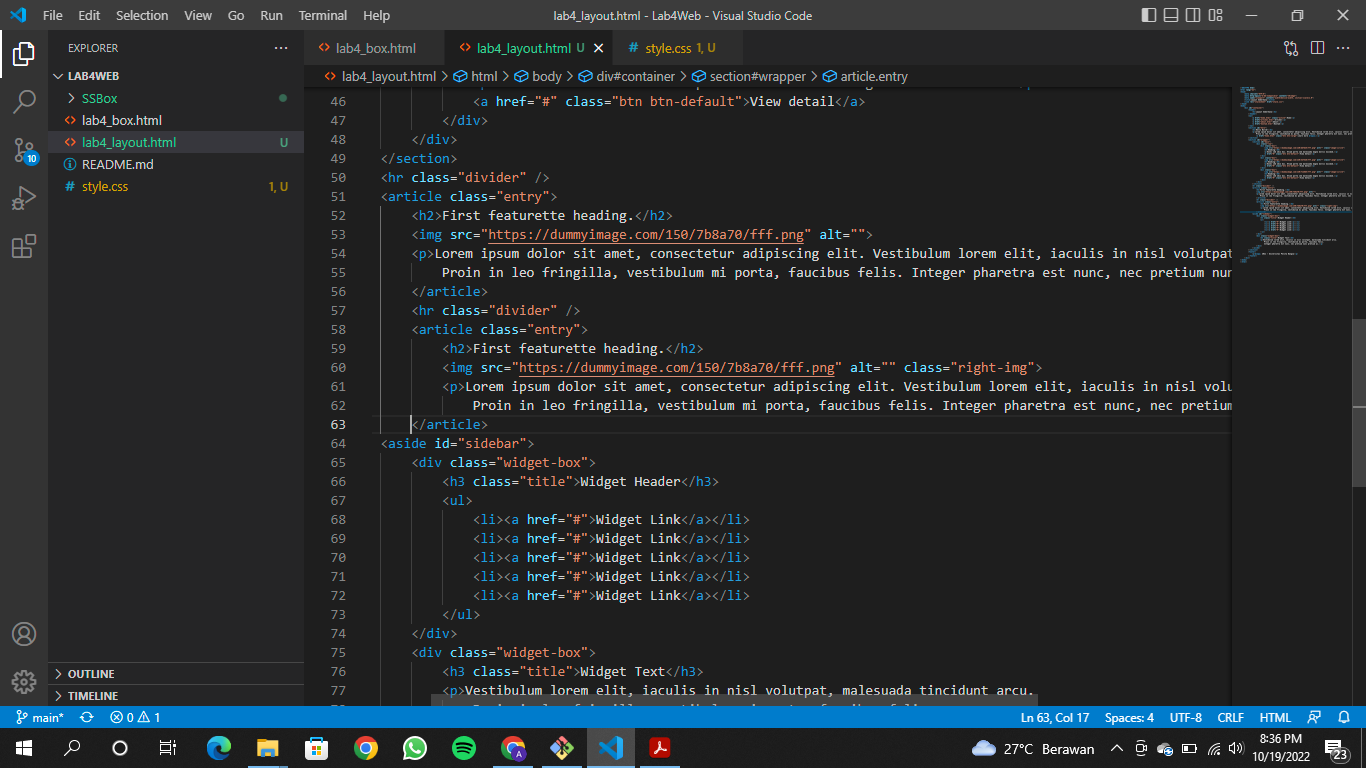 File Edit Selection View Go Run Terminal Help
lab4_layout.html - Lab4Web - Visual Studio Code
EXPLORER
LAB4WEB
SSBox
lab4_box.html
lab4_layout.html U
README.md
style.css 1, U
OUTLINE
TIMELINE
10
lab4_box.html
lab4_layout.html U
style.css 1, U
lab4_layout.html > html > body > div#container > section#wrapper > article.entry
46 <a href="#" class="btn btn-default">View detail</a>
47 </div>
48 </div>
49 </section>
50 <hr class="divider" />
51 <article class="entry">
52 <h2>First featurette heading.</h2>
53 <img src="https://dummyimage.com/150/7b8a70/fff.png" alt="">
54 <p>Lorem ipsum dolor sit amet, consectetur adipiscing elit. Vestibulum lorem elit, iaculis in nisl volutpat
55 Proin in leo fringilla, vestibulum mi porta, faucibus felis. Integer pharetra est nunc, nec pretium nun
56 </article>
57 <hr class="divider" />
58 <article class="entry">
59 <h2>First featurette heading.</h2>
60 <img src="https://dummyimage.com/150/7b8a70/fff.png" alt="" class="right-img">
61 <p>Lorem ipsum dolor sit amet, consectetur adipiscing elit. Vestibulum lorem elit, iaculis in nisl volu
62 Proin in leo fringilla, vestibulum mi porta, faucibus felis. Integer pharetra est nunc, nec pretium
63 </article>
64 <aside id="sidebar">
65 <div class="widget-box">
66 <h3 class="title">Widget Header</h3>
67 <ul>
68 <li><a href="#">Widget Link</a></li>
69 <li><a href="#">Widget Link</a></li>
70 <li><a href="#">Widget Link</a></li>
71 <li><a href="#">Widget Link</a></li>
72 <li><a href="#">Widget Link</a></li>
73 </ul>
74 </div>
75 <div class="widget-box">
76 <h3 class="title">Widget Text</h3>
77 <p>Vestibulum lorem elit, iaculis in nisl volutpat, malesuada tincidunt arcu.
main* 0 1
Ln 63, Col 17 Spaces: 4 UTF-8 CRLF HTML
27°C Berawan
8:36 PM
10/19/2022
23